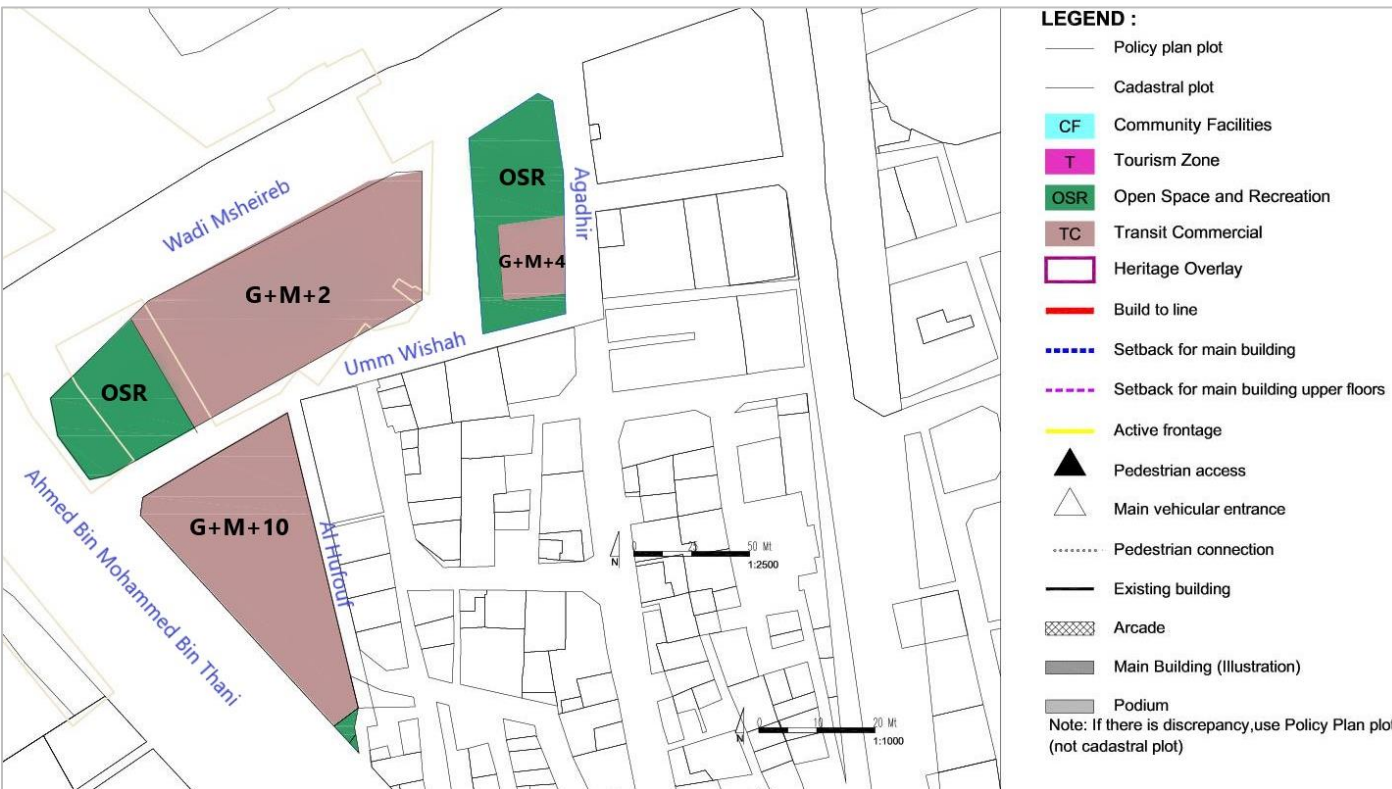 Wadi Msheireb
G+M+2
OSR
Agadhir
G+M+4
Umm Wishah
OSR
Ahmed Bin Mohammed Bin Thani
G+M+10
Al Hufouf
0 25 50 Mt
N
1:2500
0 10 20 Mt
N
1:1000
LEGEND :
Policy plan plot
Cadastral plot
CF Community Facilities
T Tourism Zone
OSR Open Space and Recreation
TC Transit Commercial
Heritage Overlay
Build to line
Setback for main building
Setback for main building upper floors
Active frontage
Pedestrian access
Main vehicular entrance
Pedestrian connection
Existing building
Arcade
Main Building (Illustration)
Podium
Note: If there is discrepancy,use Policy Plan plot
(not cadastral plot)